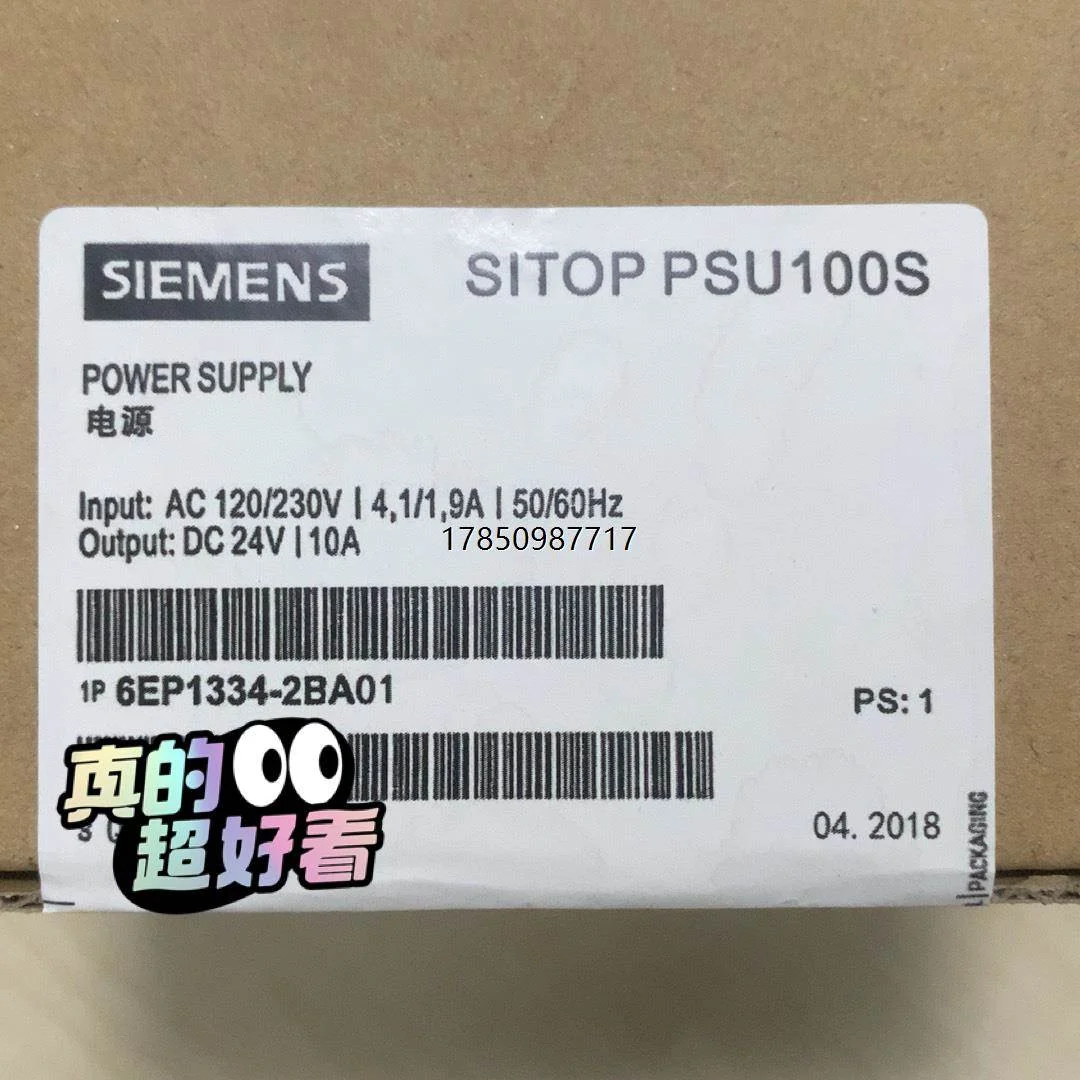 SIEMENS
SITOP PSU100S
POWER SUPPLY
电源
Input: AC 120/230V | 4,1/1,9A | 50/60Hz
Output: DC 24V | 10A
17850987717
1P 6EP1334-2BA01
PS: 1
真的
超好看
04. 2018
PACKAGING